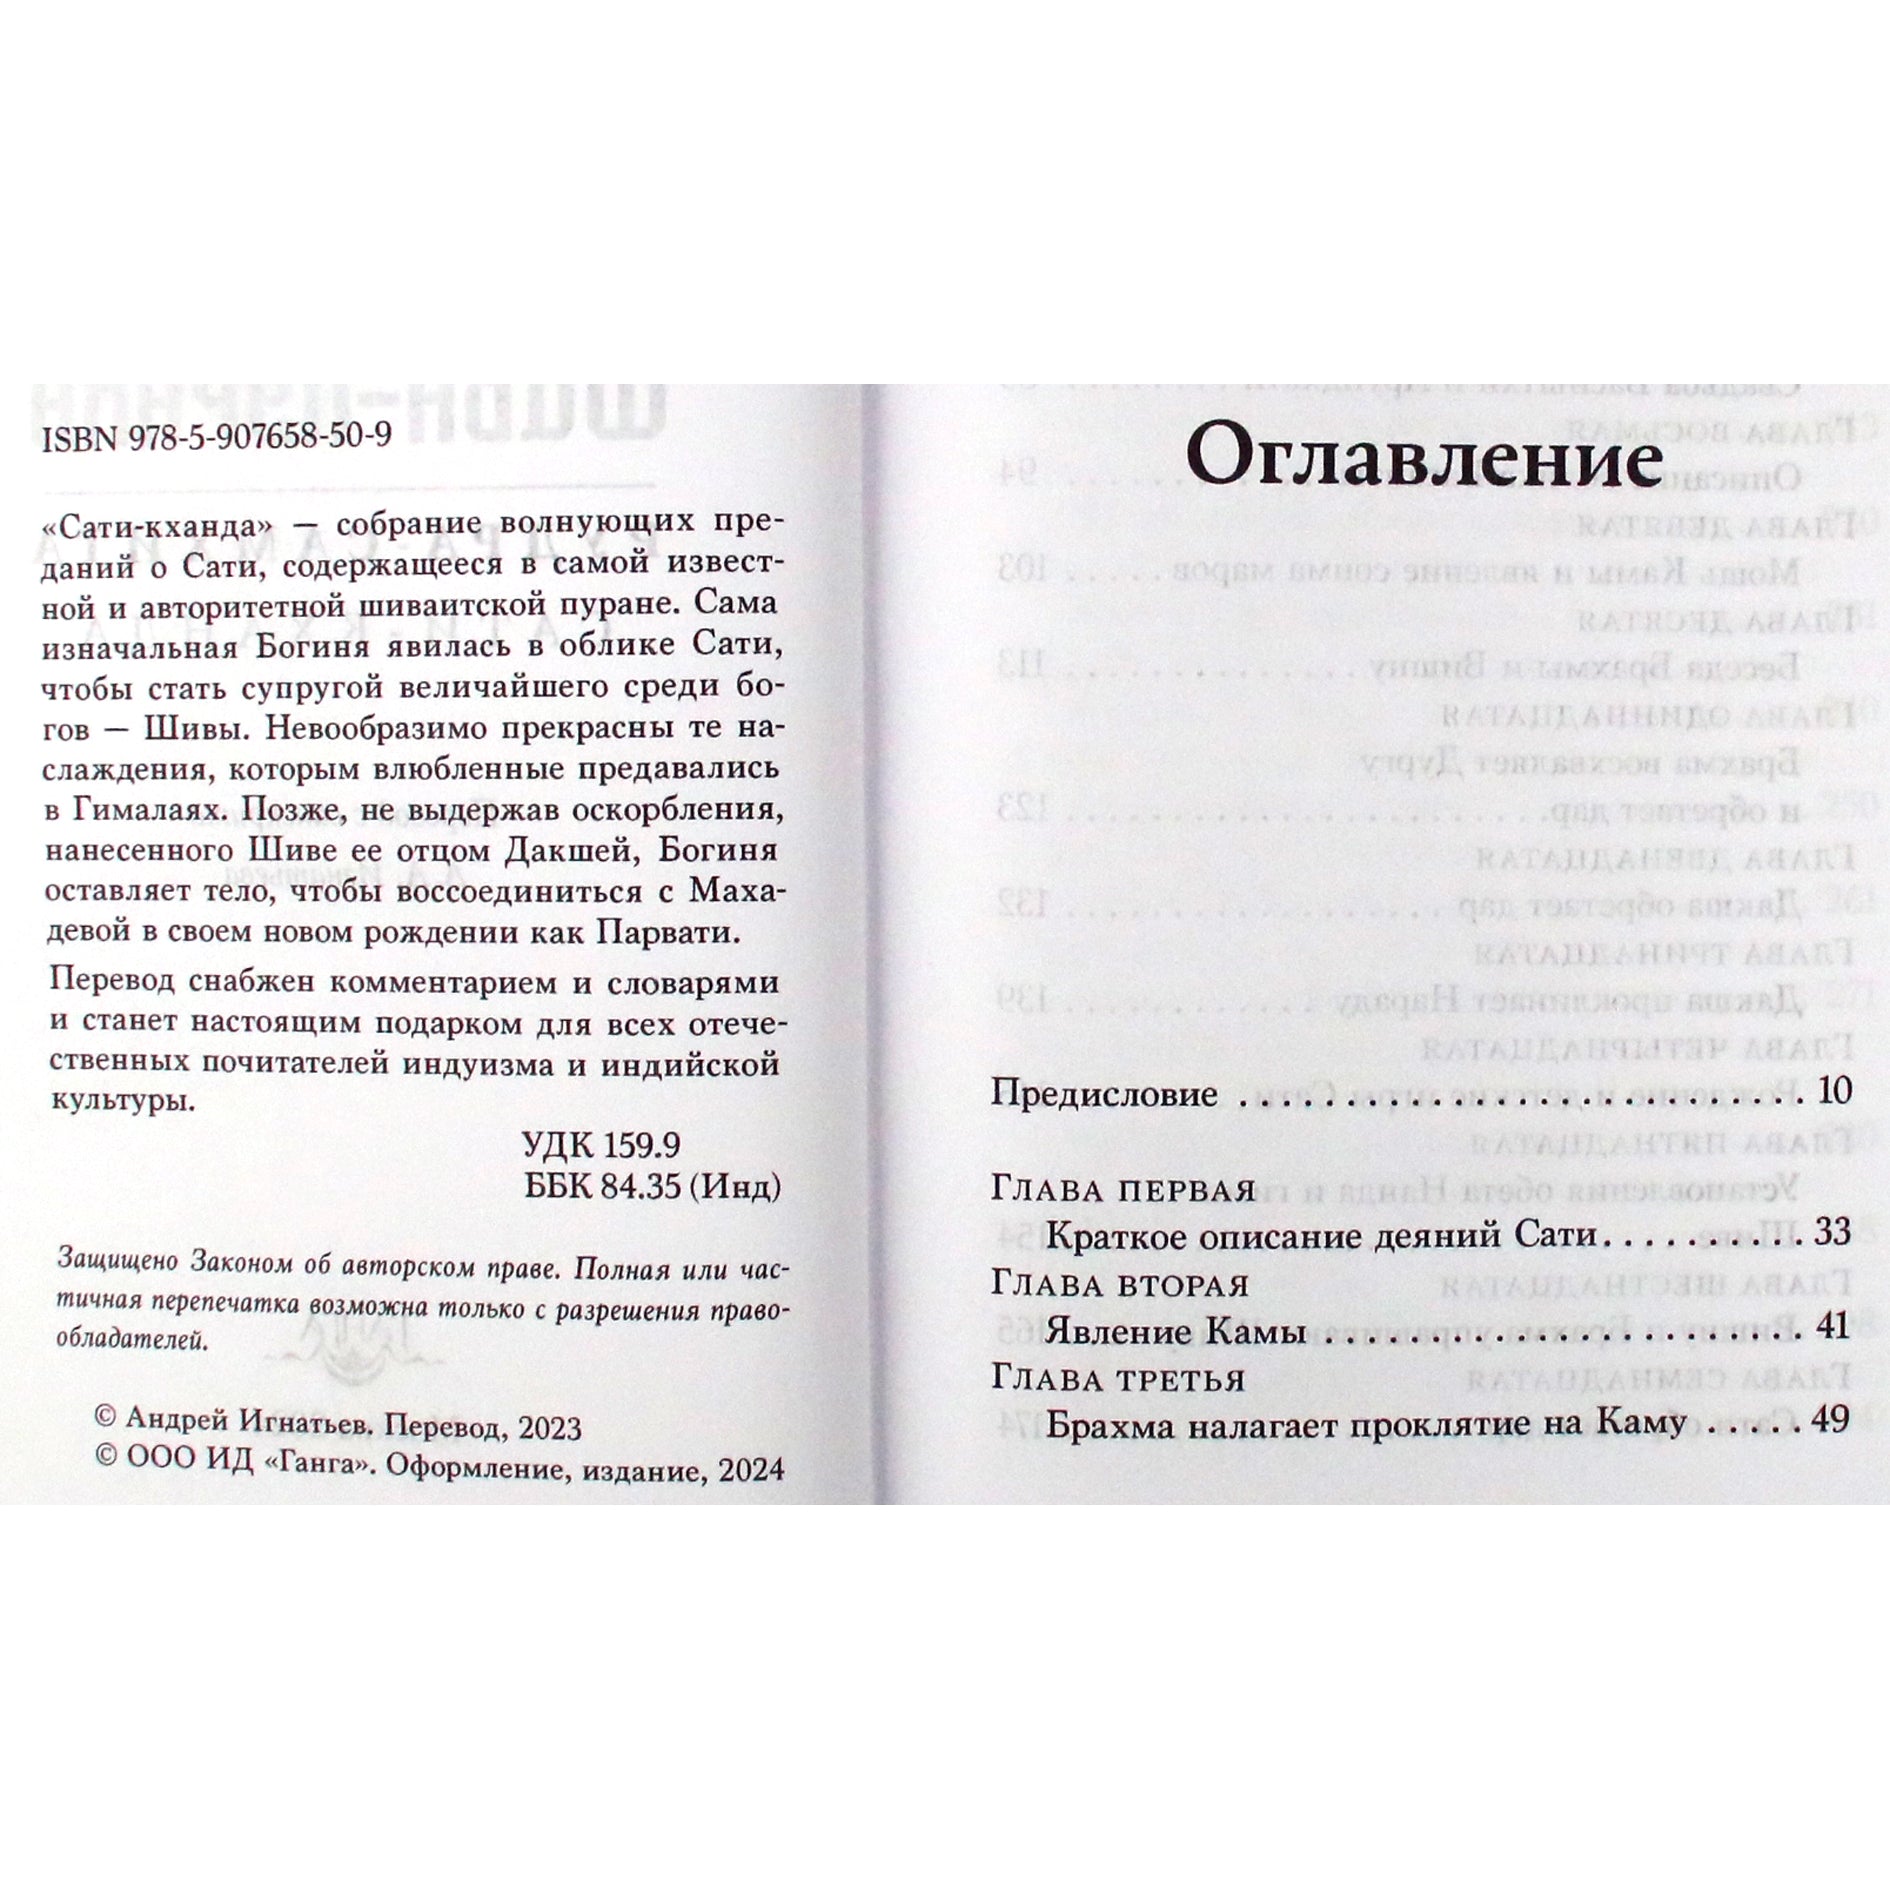 ISBN 978-5-907658-50-9
«Сати-кханда» — собрание волнующих пре-
даний о Сати, содержащееся в самой извест-
ной и авторитетной шиваитской пуране. Сама
изначальная Богиня явилась в облике Сати,
чтобы стать супругой величайшего среди бо-
гов — Шивы. Невообразимо прекрасны те на-
слаждения, которым влюбленные предавались
в Гималаях. Позже, не выдержав оскорбления,
нанесенного Шиве ее отцом Дакшей, Богиня
оставляет тело, чтобы воссоединиться с Маха-
девой в своем новом рождении как Парвати.
Перевод снабжен комментарием и словарями
и станет настоящим подарком для всех отече-
ственных почитателей индуизма и индийской
культуры.
УДК 159.9
ББК 84.35 (Инд)
Защищено Законом об авторском праве. Полная или час-
тичная перепечатка возможна только с разрешения право-
обладателей.
© Андрей Игнатьев. Перевод, 2023
© ООО ИД «Ганга». Оформление, издание, 2024
Оглавление
Предисловие . . . . . . . . . . . . . . . . . . . . . . . . . . . 10
Глава первая
Краткое описание деяний Сати. . . . . . . . . . 33
Глава вторая
Явление Камы . . . . . . . . . . . . . . . . . . . . . . . 41
Глава третья
Брахма налагает проклятие на Каму . . . . . 49